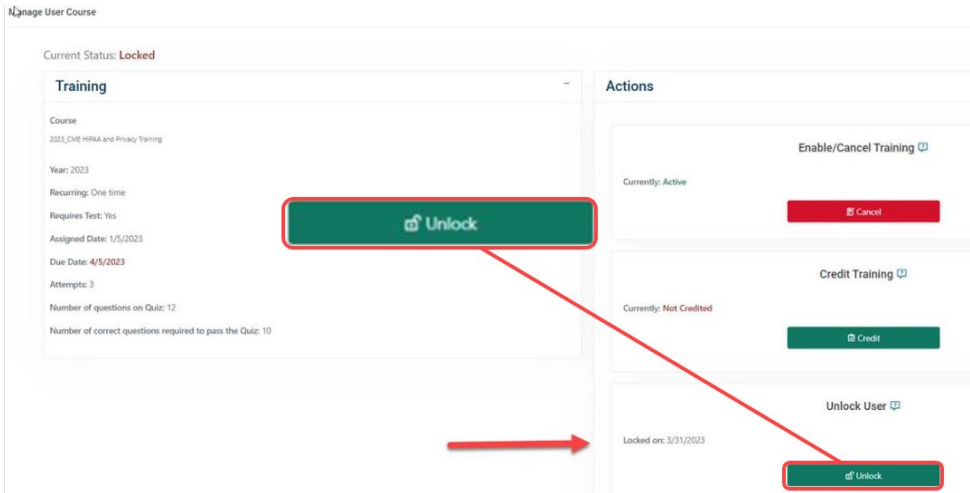 Manage User Course
Current Status: Locked
Training
–
Course
2023_CME HIPAA and Privacy Training
Year: 2023
Recurring: One time
Requires Test: Yes
Assigned Date: 1/5/2023
Due Date: 4/5/2023
Attempts: 3
Number of questions on Quiz: 12
Number of correct questions required to pass the Quiz: 10
Unlock
Actions
Enable/Cancel Training
Currently: Active
Cancel
Credit Training
Currently: Not Credited
Credit
Unlock User
Locked on: 3/31/2023
Unlock